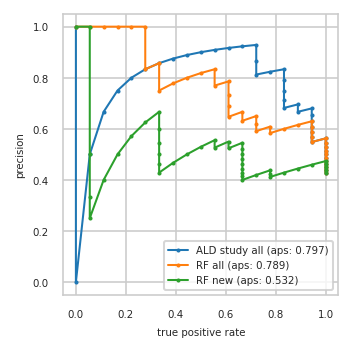 1.0
0.8
0.6
0.4
0.2
0.0
precision
0.0 0.2 0.4 0.6 0.8 1.0
true positive rate
ALD study all (aps: 0.797)
RF all (aps: 0.789)
RF new (aps: 0.532)